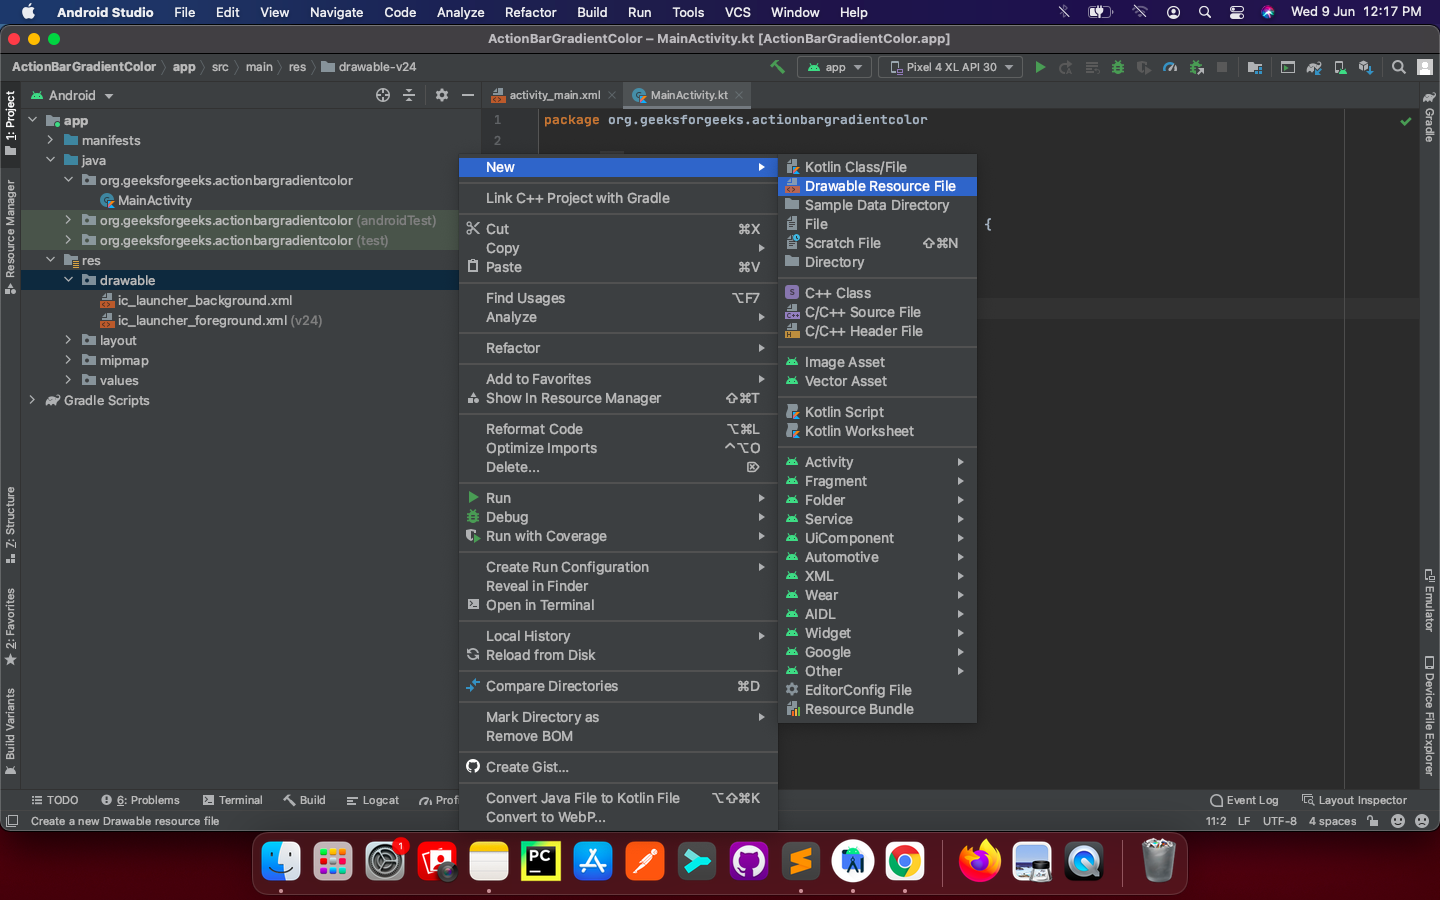 Android Studio File Edit View Navigate Code Analyze Refactor Build Run Tools VCS Window Help Wed 9 Jun 12:17 PM
ActionBarGradientColor – MainActivity.kt [ActionBarGradientColor.app]
ActionBarGradientColor app src main res drawable-v24 app Pixel 4 XL API 30
Android activity_main.xml MainActivity.kt
1: Project
Resource Manager
Z: Structure
2: Favorites
Build Variants
app
manifests
java
org.geeksforgeeks.actionbargradientcolor
MainActivity
org.geeksforgeeks.actionbargradientcolor (androidTest)
org.geeksforgeeks.actionbargradientcolor (test)
res
drawable
ic_launcher_background.xml
ic_launcher_foreground.xml (v24)
layout
mipmap
values
Gradle Scripts
1 package org.geeksforgeeks.actionbargradientcolor
2
{
New
Link C++ Project with Gradle
Cut ⌘X
Copy
Paste ⌘V
Find Usages ⌥F7
Analyze
Refactor
Add to Favorites
Show In Resource Manager ⇧⌘T
Reformat Code ⌥⌘L
Optimize Imports ^⌥O
Delete... ⌦
Run
Debug
Run with Coverage
Create Run Configuration
Reveal in Finder
Open in Terminal
Local History
Reload from Disk
Compare Directories ⌘D
Mark Directory as
Remove BOM
Create Gist...
Convert Java File to Kotlin File ⌥⇧⌘K
Convert to WebP...
Kotlin Class/File
Drawable Resource File
Sample Data Directory
File
Scratch File ⇧⌘N
Directory
C++ Class
C/C++ Source File
C/C++ Header File
Image Asset
Vector Asset
Kotlin Script
Kotlin Worksheet
Activity
Fragment
Folder
Service
UiComponent
Automotive
XML
Wear
AIDL
Widget
Google
Other
EditorConfig File
Resource Bundle
Gradle
Emulator
Device File Explorer
TODO 6: Problems Terminal Build Logcat Profi Event Log Layout Inspector
Create a new Drawable resource file 11:2 LF UTF-8 4 spaces
1
PC